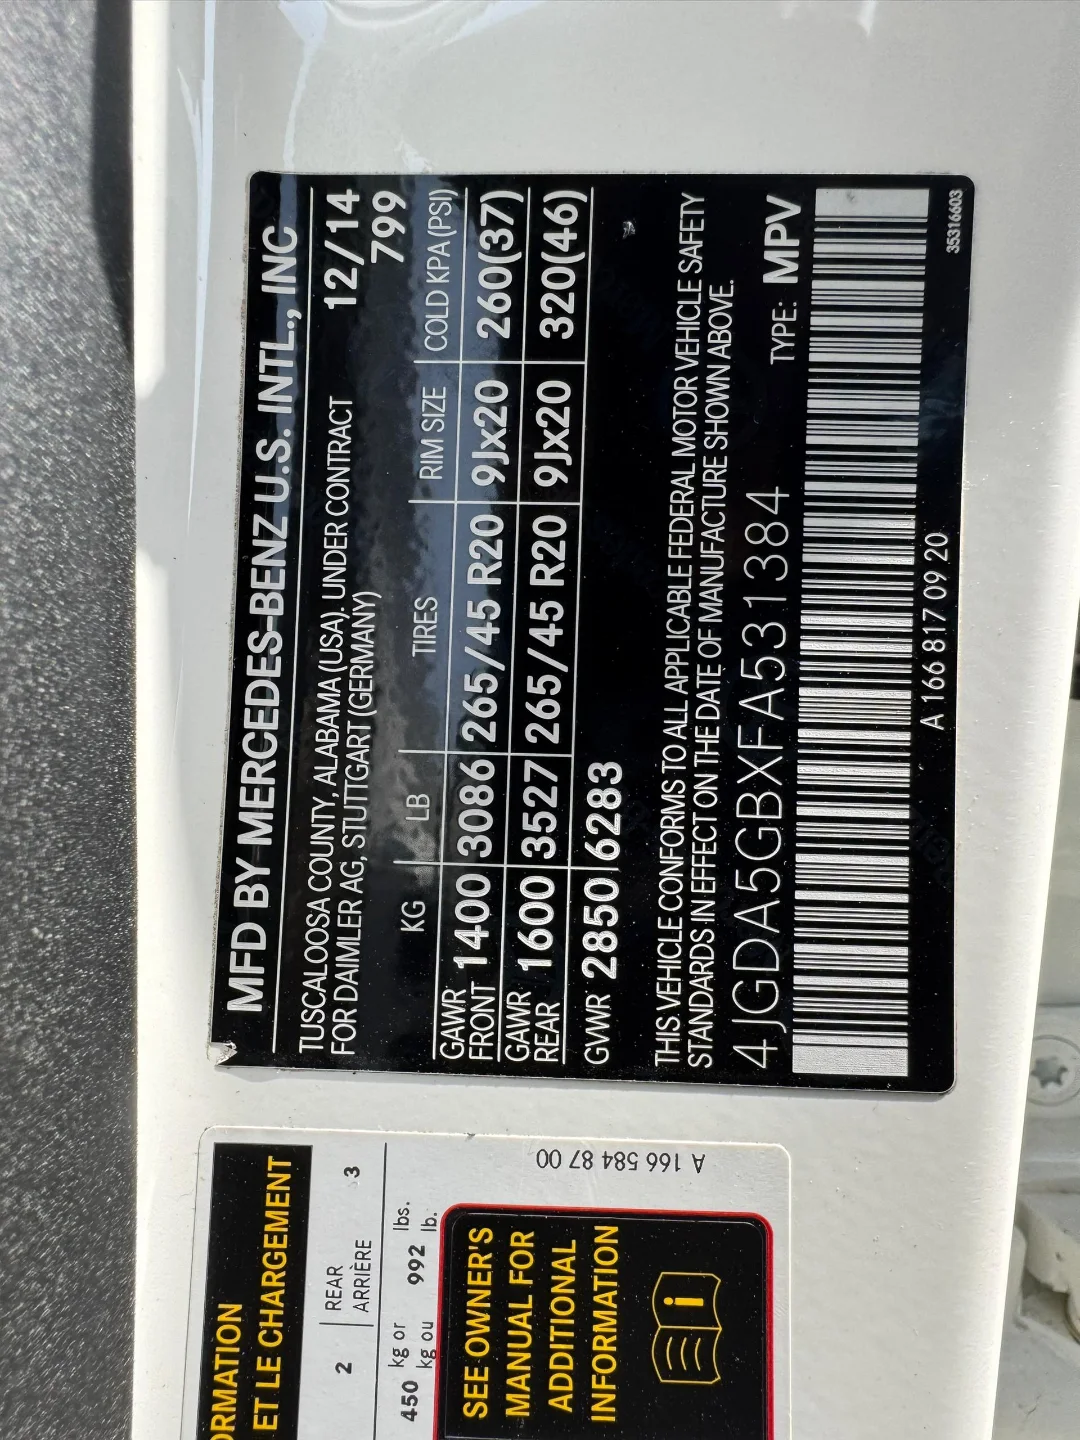 MFD BY MERCEDES-BENZ U.S. INTL., INC
TUSCALOOSA COUNTY, ALABAMA (USA). UNDER CONTRACT 12/14
FOR DAIMLER AG, STUTTGART (GERMANY) 799
KG LB TIRES RIM SIZE COLD KPA(PSI)
GAWR
FRONT 1400 3086 265/45 R20 9Jx20 260(37)
GAWR
REAR 1600 3527 265/45 R20 9Jx20 320(46)
GVWR 2850 6283
THIS VEHICLE CONFORMS TO ALL APPLICABLE FEDERAL MOTOR VEHICLE SAFETY
STANDARDS IN EFFECT ON THE DATE OF MANUFACTURE SHOWN ABOVE.
4JGDA5GBXFA531384 TYPE: MPV
A 166 817 09 20
35316603
ORMATION
ET LE CHARGEMENT
2 REAR 3
ARRIÈRE
450 kg or 992 lbs.
kg ou lb.
SEE OWNER'S
MANUAL FOR
ADDITIONAL
INFORMATION
A 166 584 87 00